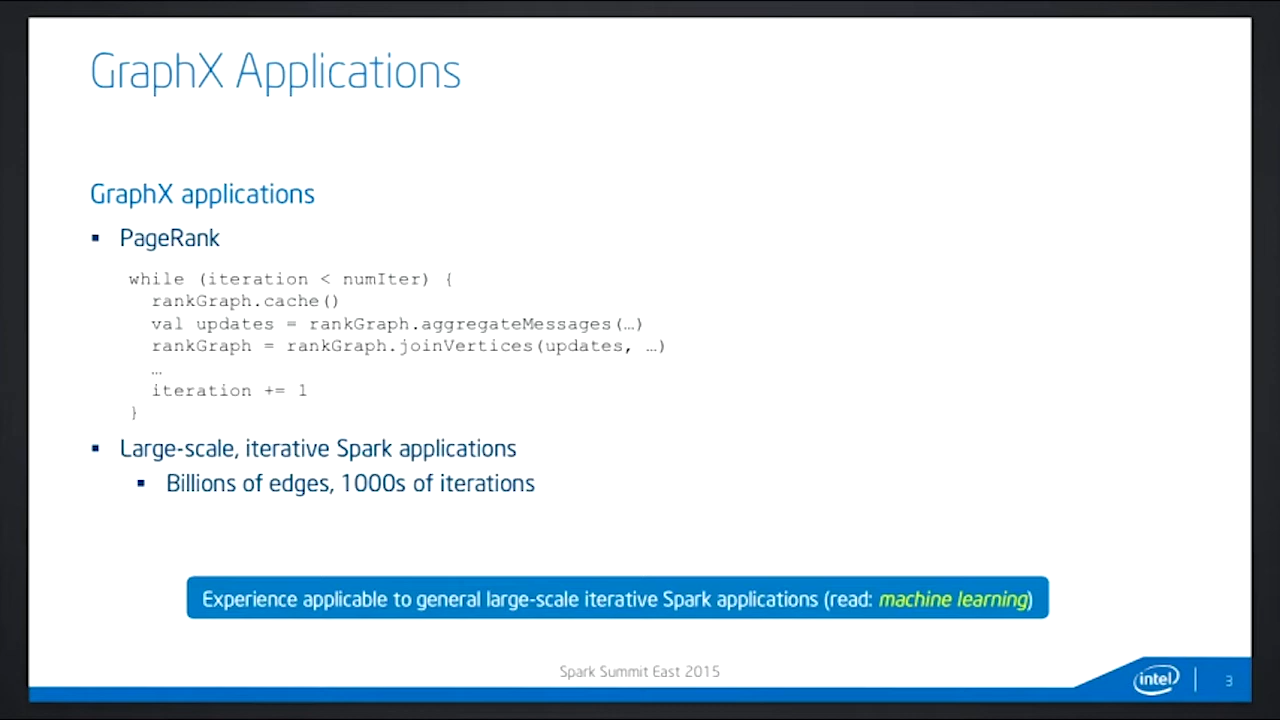 GraphX Applications
GraphX applications
▪ PageRank
while (iteration < numIter) {
  rankGraph.cache()
  val updates = rankGraph.aggregateMessages(…)
  rankGraph = rankGraph.joinVertices(updates, …)
  …
  iteration += 1
}
▪ Large-scale, iterative Spark applications
▪ Billions of edges, 1000s of iterations
Experience applicable to general large-scale iterative Spark applications (read: machine learning)
Spark Summit East 2015
intel
3